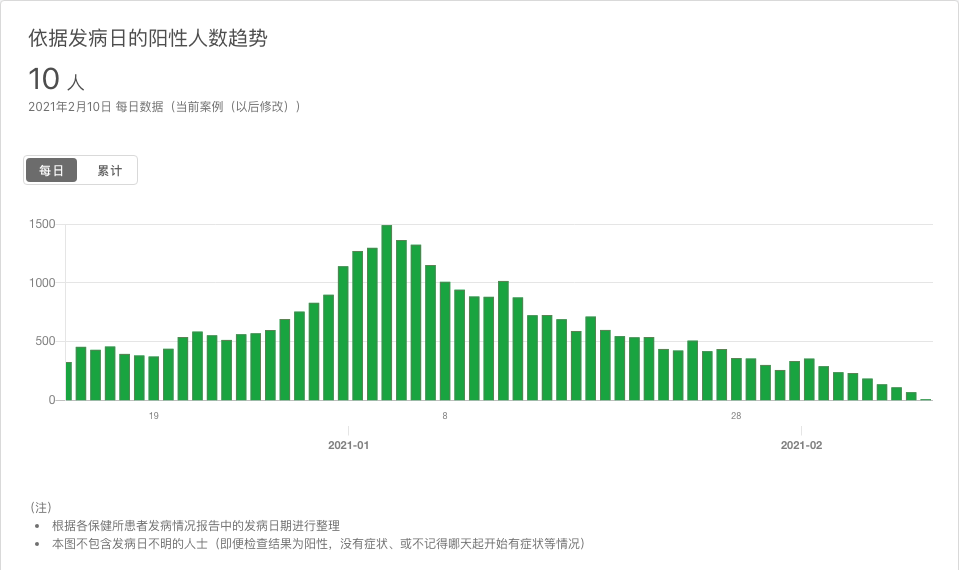 依据发病日的阳性人数趋势
10 人
2021年2月10日 每日数据（当前案例（以后修改））
每日 累计
1500
1000
500
0
19 8 28
2021-01 2021-02
（注）
• 根据各保健所患者发病情况报告中的发病日期进行整理
• 本图不包含发病日不明的人士（即便检查结果为阳性，没有症状、或不记得哪天起开始有症状等情况）